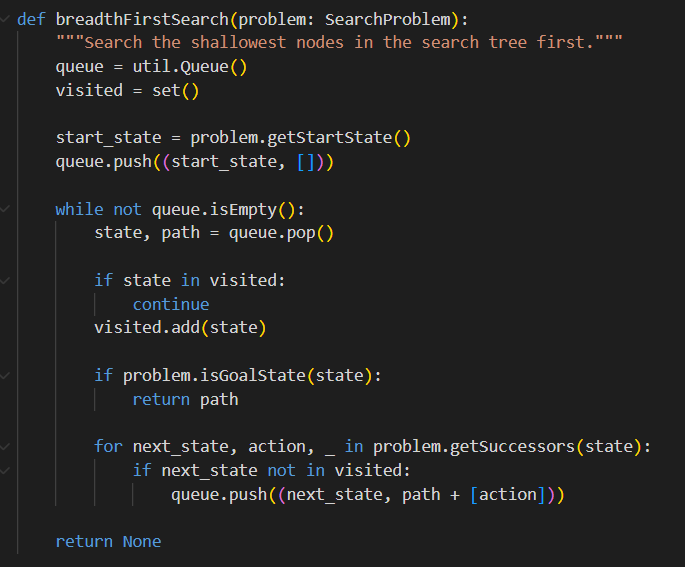 def breadthFirstSearch(problem: SearchProblem):
    """Search the shallowest nodes in the search tree first."""
    queue = util.Queue()
    visited = set()

    start_state = problem.getStartState()
    queue.push((start_state, []))

    while not queue.isEmpty():
        state, path = queue.pop()

        if state in visited:
            continue
        visited.add(state)

        if problem.isGoalState(state):
            return path

        for next_state, action, _ in problem.getSuccessors(state):
            if next_state not in visited:
                queue.push((next_state, path + [action]))

    return None